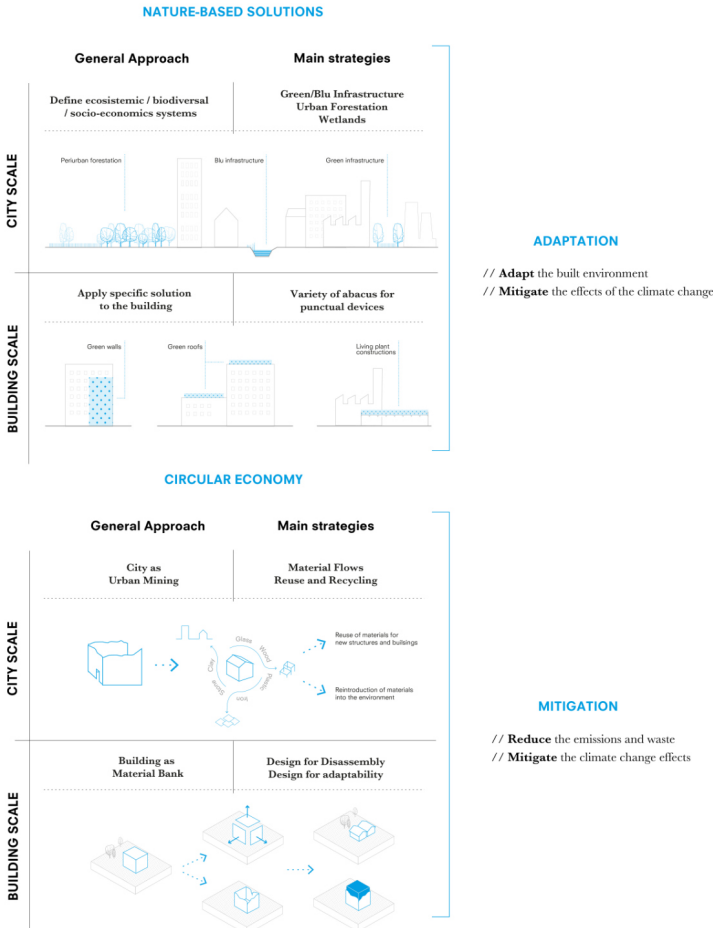 NATURE-BASED SOLUTIONS
General Approach
Main strategies
CITY SCALE
Define ecosistemic / biodiversal
/ socio-economics systems
Green/Blu Infrastructure
Urban Forestation
Wetlands
Periurban forestation
Blu infrastructure
Green infrastructure
ADAPTATION
// Adapt the built environment
// Mitigate the effects of the climate change
BUILDING SCALE
Apply specific solution
to the building
Variety of abacus for
punctual devices
Green walls
Green roofs
Living plant
constructions
CIRCULAR ECONOMY
General Approach
Main strategies
CITY SCALE
City as
Urban Mining
Material Flows
Reuse and Recycling
Glass
Wood
Plastic
Iron
Stone
Clay
Reuse of materials for
new structures and builsings
Reintroduction of materials
into the environment
MITIGATION
// Reduce the emissions and waste
// Mitigate the climate change effects
BUILDING SCALE
Building as
Material Bank
Design for Disassembly
Design for adaptability